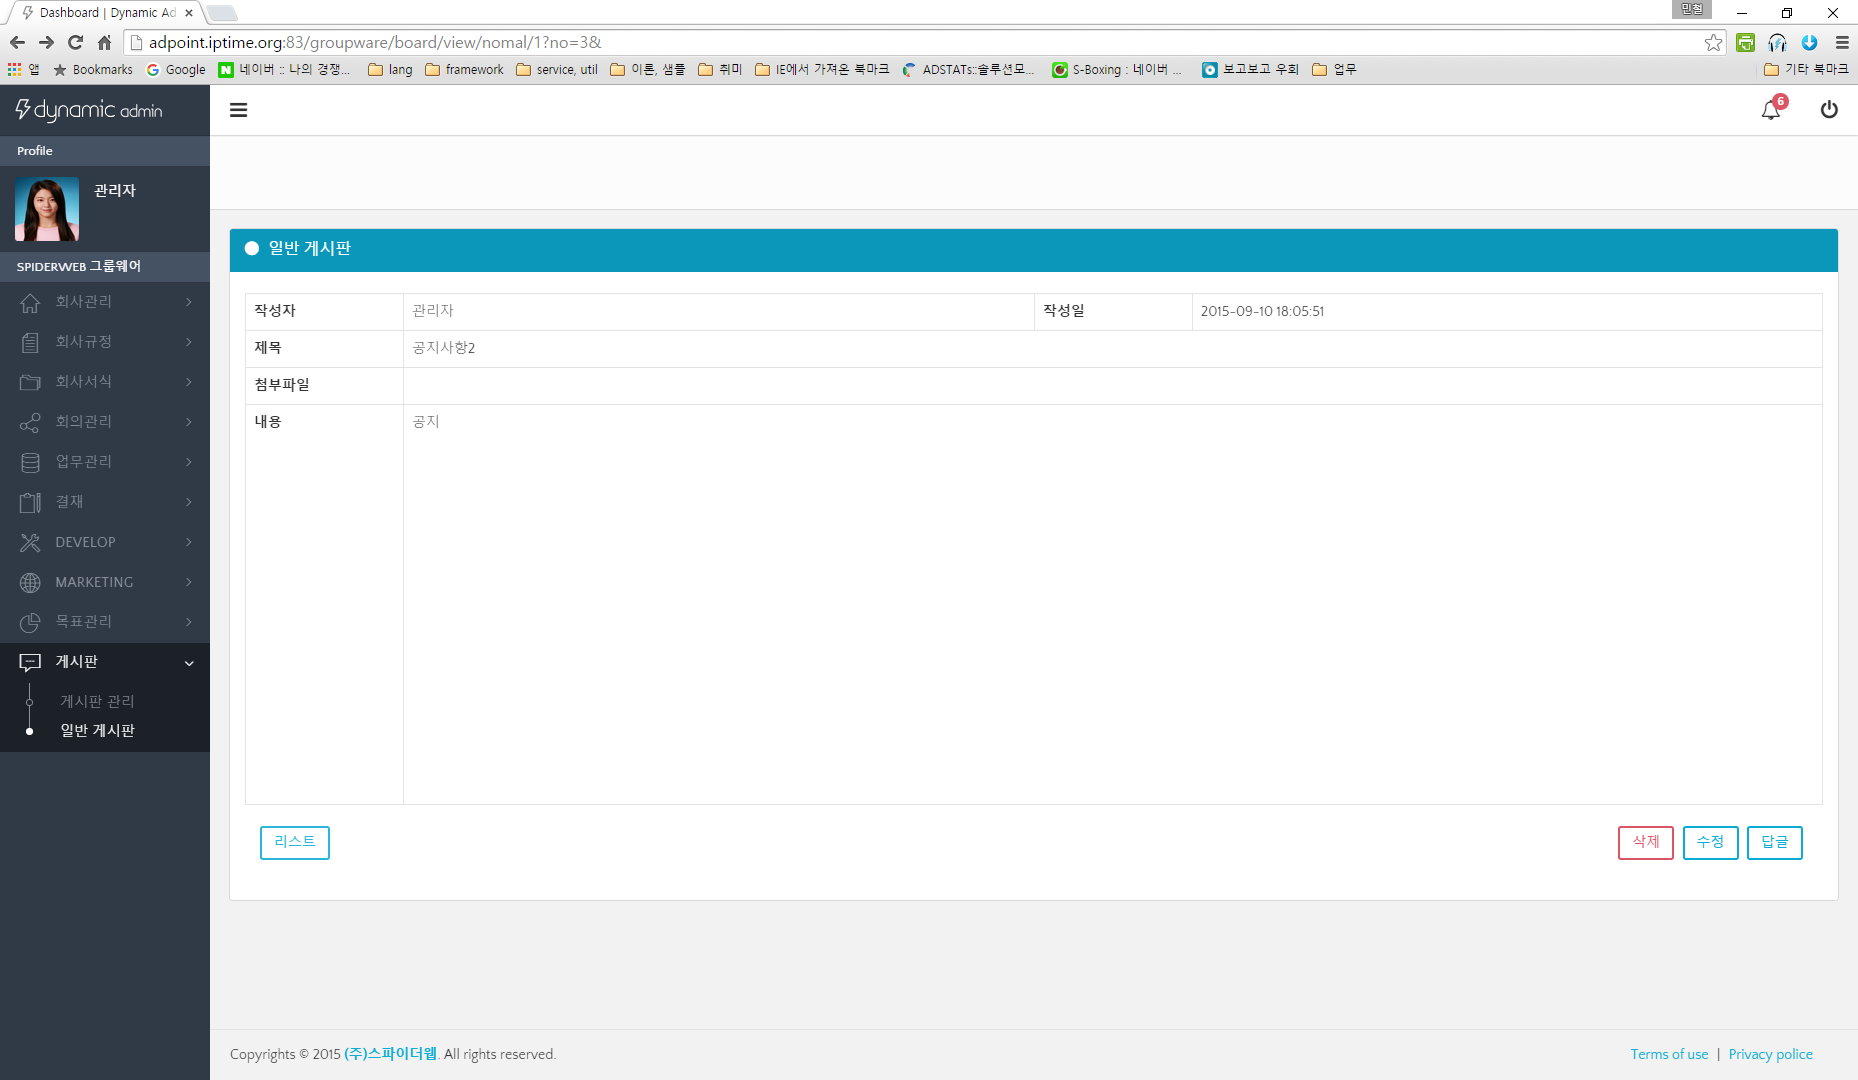 Dashboard | Dynamic Ad
민철
adpoint.iptime.org:83/groupware/board/view/nomal/1?no=3&
앱 Bookmarks Google 네이버 :: 나의 경쟁... lang framework service, util 이론, 샘플 취미 IE에서 가져온 북마크 ADSTATs::솔루션모... S-Boxing : 네이버 ... 보고보고 우회 업무 기타 북마크
dynamic admin
6
Profile
관리자
SPIDERWEB 그룹웨어
회사관리
회사규정
회사서식
회의관리
업무관리
결재
DEVELOP
MARKETING
목표관리
게시판
게시판 관리
일반 게시판
일반 게시판
작성자 관리자 작성일 2015-09-10 18:05:51
제목 공지사항2
첨부파일
내용 공지
리스트 삭제 수정 답글
Copyrights © 2015 (주)스파이더웹. All rights reserved. Terms of use | Privacy police